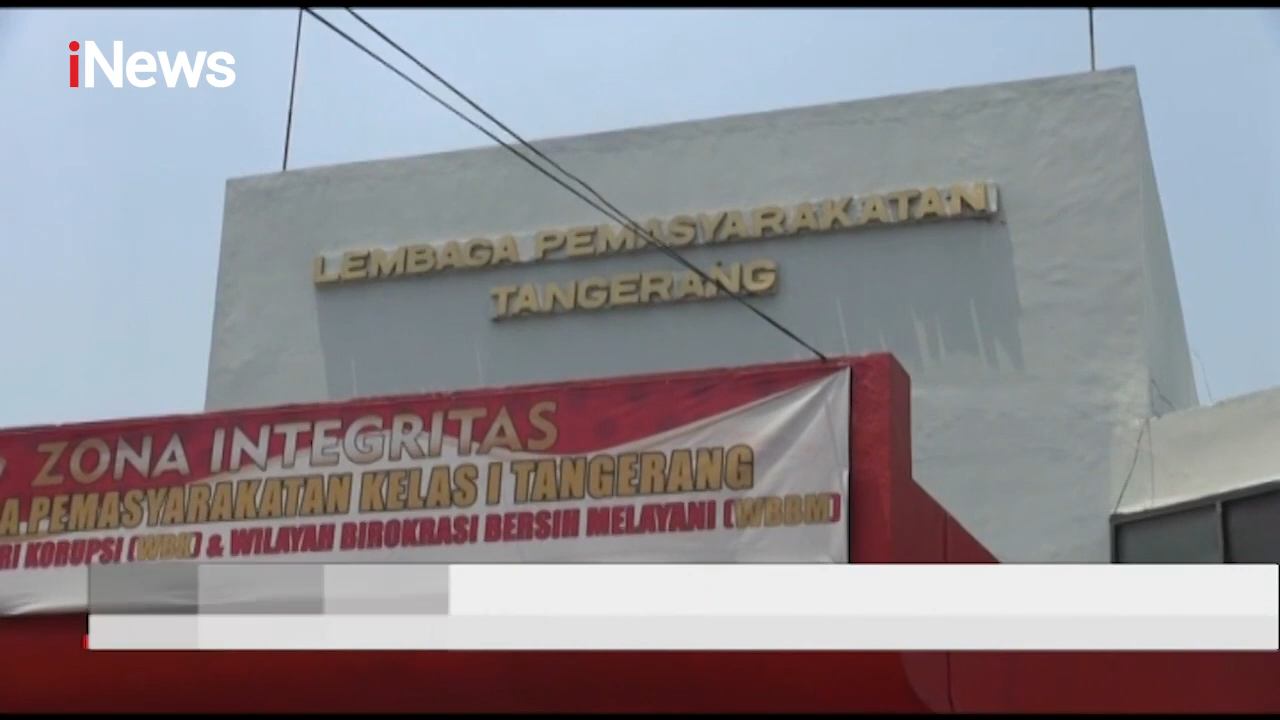 iNews
LEMBAGA PEMASYARAKATAN
TANGERANG
ZONA INTEGRITAS
A PEMASYARAKATAN KELAS I TANGERANG
RI KORUPSI (WBK) & WILAYAH BIROKRASI BERSIH MELAYANI (WBBM)